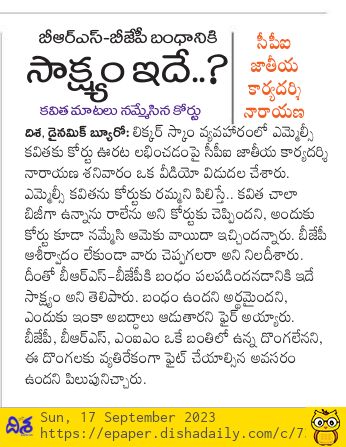 బీఆర్ఎస్-బీజేపీ బంధానికి
సాక్ష్యం ఇదే..?
కవిత మాటలు నమ్మేసిన కోర్టు
సీపీఐ
జాతీయ
కార్యదర్శి
నారాయణ
దిశ, డైనమిక్ బ్యూరో: లిక్కర్ స్కాం వ్యవహారంలో ఎమ్మెల్సీ
కవితకు కోర్టు ఊరట లభించడంపై సీపీఐ జాతీయ కార్యదర్శి
నారాయణ శనివారం ఒక వీడియో విడుదల చేశారు.
ఎమ్మెల్సీ కవితను కోర్టుకు రమ్మని పిలిస్తే.. కవిత చాలా
బిజీగా ఉన్నాను రాలేను అని కోర్టుకు చెప్పిందని, అందుకు
కోర్టు కూడా నమ్మేసి ఆమెకు వాయిదా ఇచ్చిందన్నారు. బీజేపీ
ఆశీర్వాదం లేకుండా వారు చెప్పగలరా అని నిలదీశారు.
దీంతో బీఆర్ఎస్-బీజేపీకి బంధం పలపడిందనడానికి ఇదే
సాక్ష్యం అని తెలిపారు. బంధం ఉందని అర్థమైందని,
ఎందుకు ఇంకా అబద్ధాలు ఆడుతారని ఫైర్ అయ్యారు.
బీజేపీ, బీఆర్ఎస్, ఎంఐఎం ఒకే బంతిలో ఉన్న దొంగలేనని,
ఈ దొంగలకు వ్యతిరేకంగా ఫైట్ చేయాల్సిన అవసరం
ఉందని పిలుపునిచ్చారు.
దిశ
Sun, 17 September 2023
https://epaper.dishadaily.com/c/7